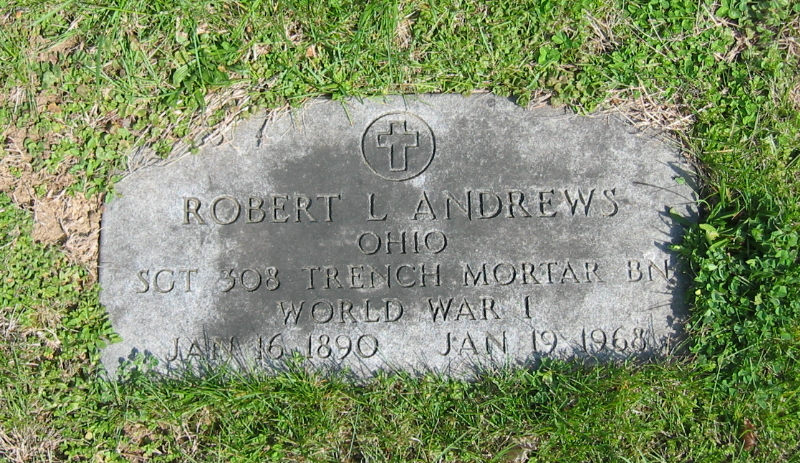 ROBERT L ANDREWS
OHIO
SGT 308 TRENCH MORTAR BN
WORLD WAR I
JAN 16 1890 JAN 19 1968